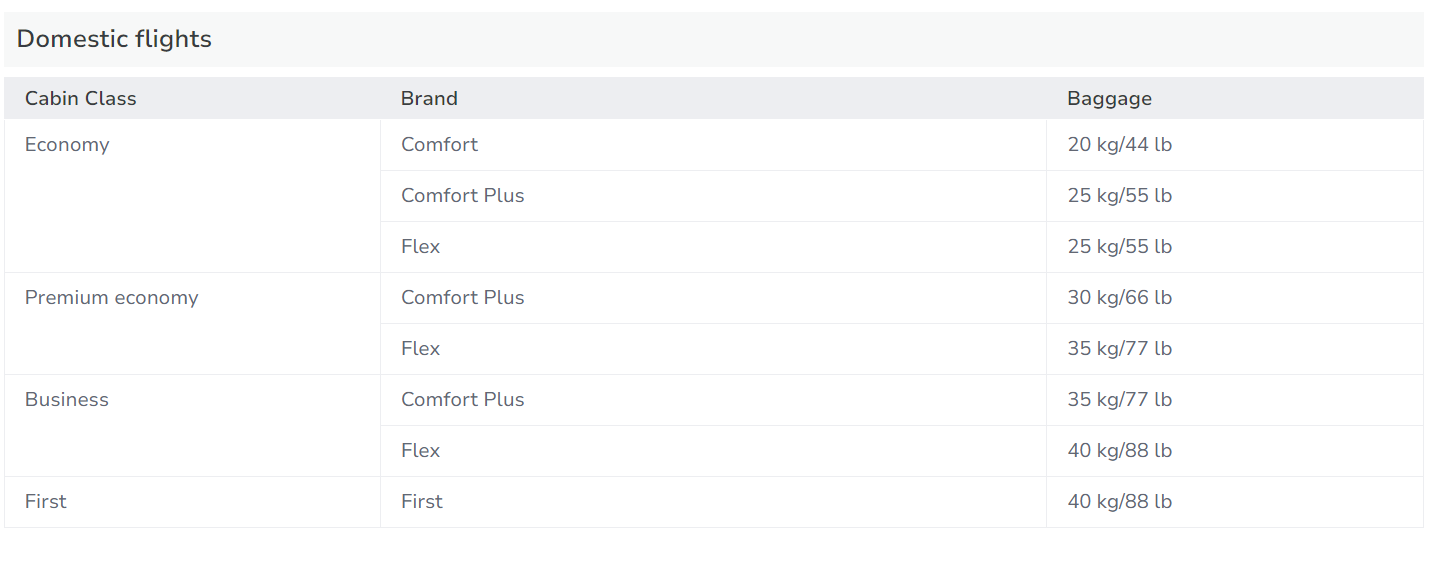 Domestic flights
Cabin Class Brand Baggage
Economy Comfort 20 kg/44 lb
Comfort Plus 25 kg/55 lb
Flex 25 kg/55 lb
Premium economy Comfort Plus 30 kg/66 lb
Flex 35 kg/77 lb
Business Comfort Plus 35 kg/77 lb
Flex 40 kg/88 lb
First First 40 kg/88 lb